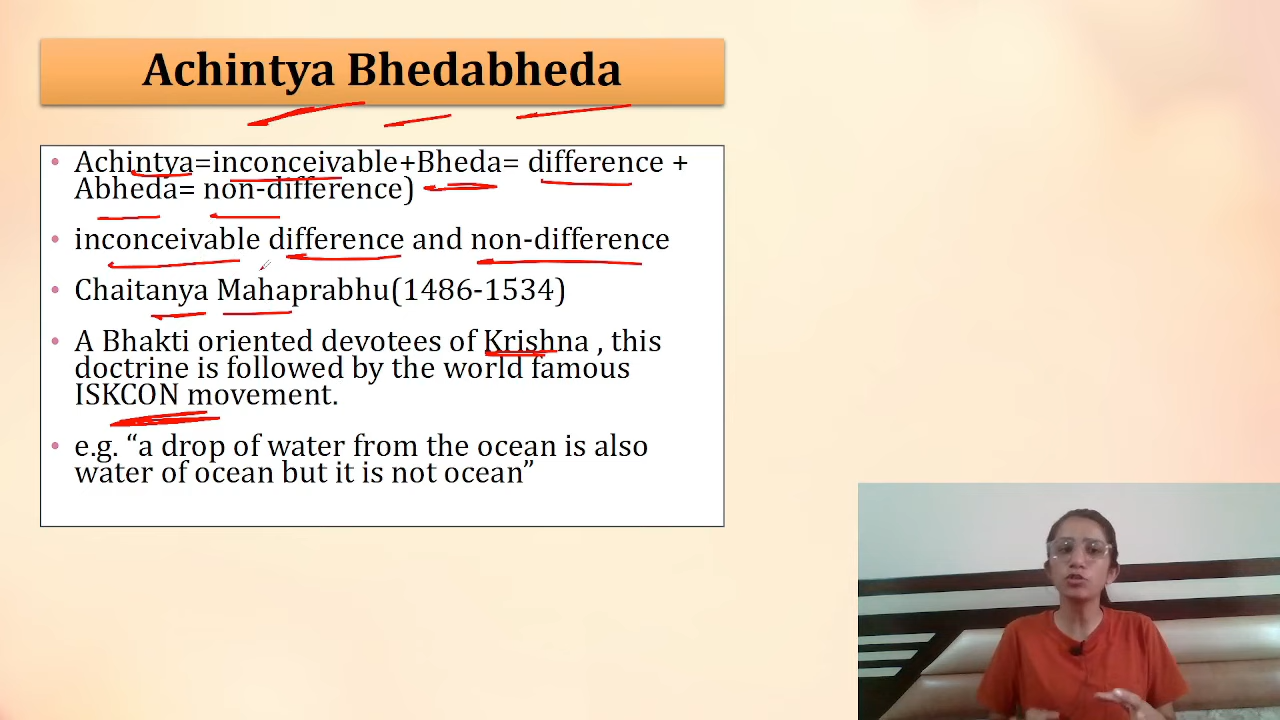 Achintya Bhedabheda
• Achintya=inconceivable+Bheda= difference +
Abheda= non-difference)
• inconceivable difference and non-difference
• Chaitanya Mahaprabhu(1486-1534)
• A Bhakti oriented devotees of Krishna , this
doctrine is followed by the world famous
ISKCON movement.
• e.g. “a drop of water from the ocean is also
water of ocean but it is not ocean”